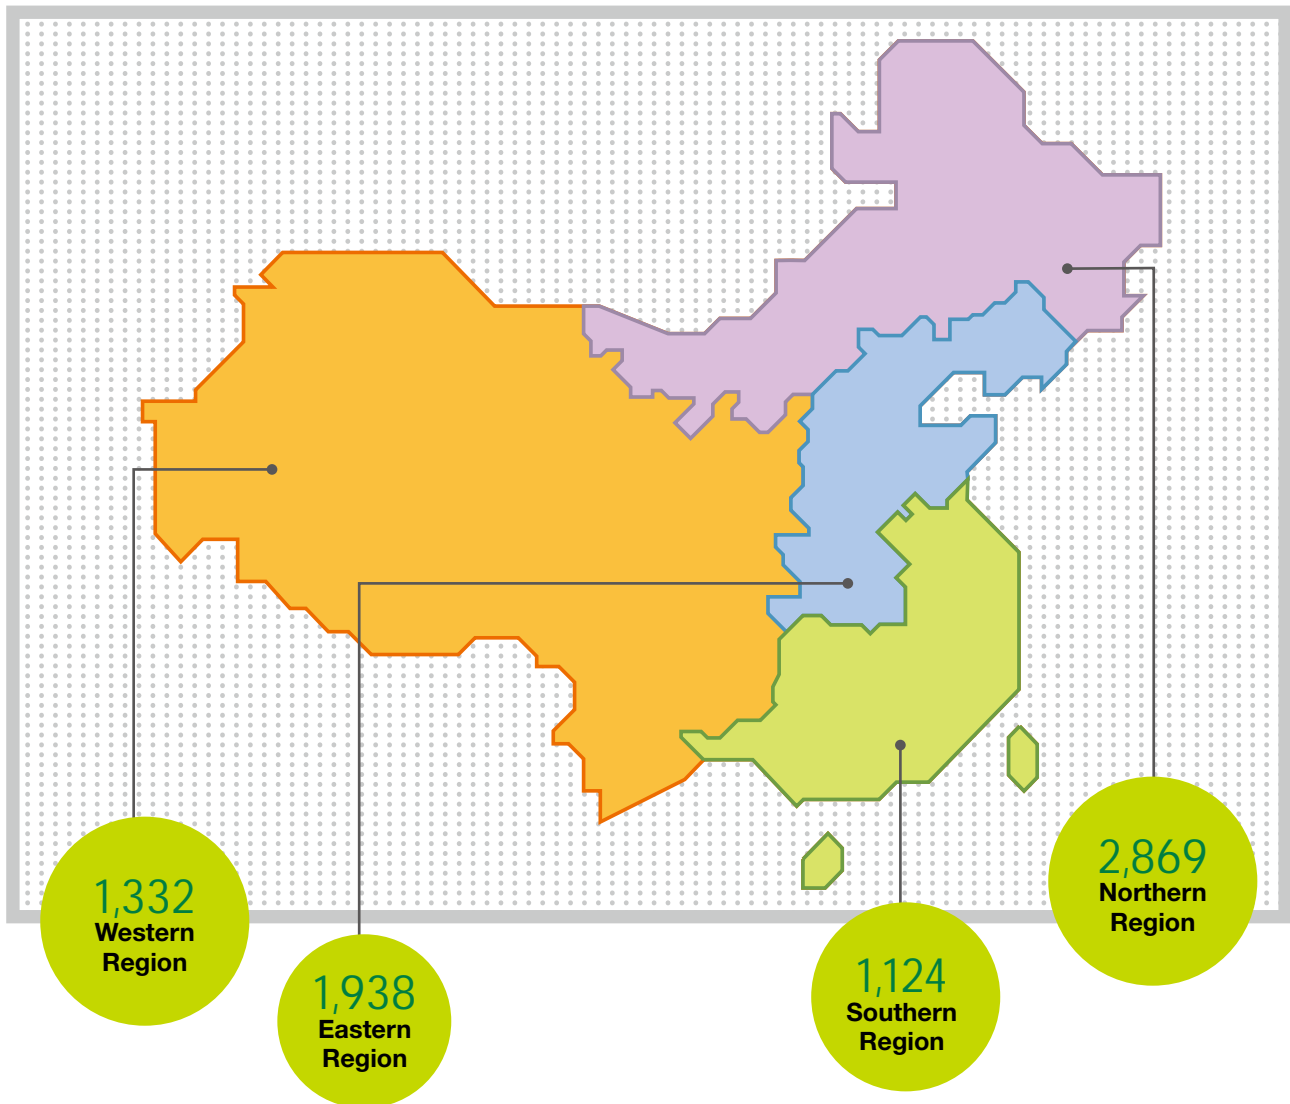 1,332
Western
Region
1,938
Eastern
Region
1,124
Southern
Region
2,869
Northern
Region